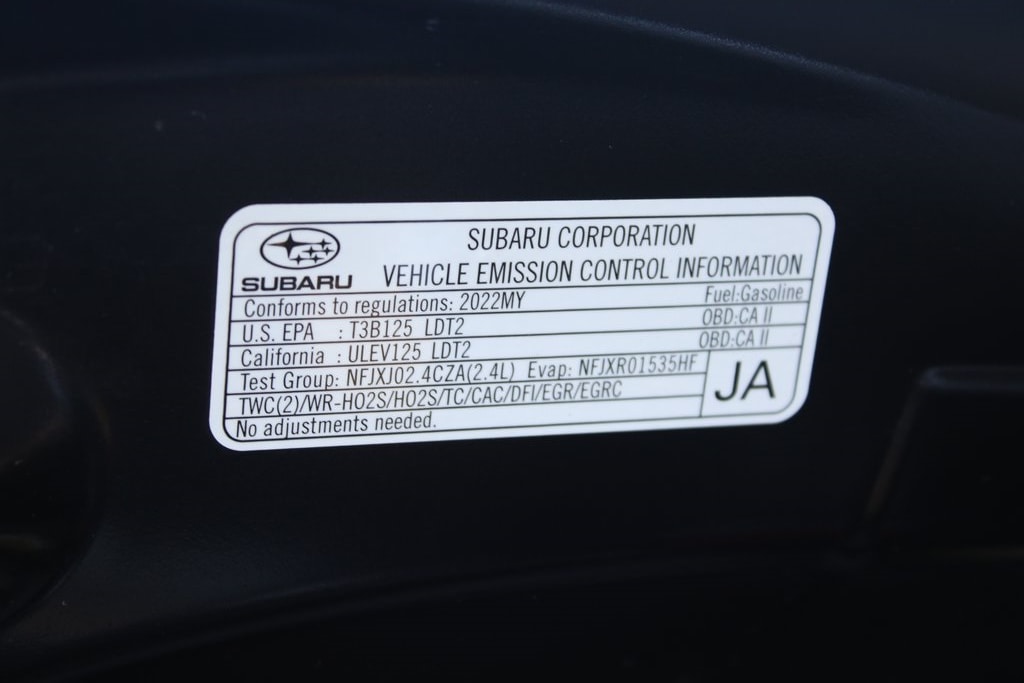 SUBARU
SUBARU CORPORATION
VEHICLE EMISSION CONTROL INFORMATION
Conforms to regulations: 2022MY Fuel:Gasoline
U.S. EPA : T3B125 LDT2 OBD-CA II
California : ULEV125 LDT2 OBD-CA II
Test Group: NFJXJ02.4CZA(2.4L) Evap: NFJXR01535HF
TWC(2)/WR-HO2S/HO2S/TC/CAC/DFI/EGR/EGRC
No adjustments needed.
JA